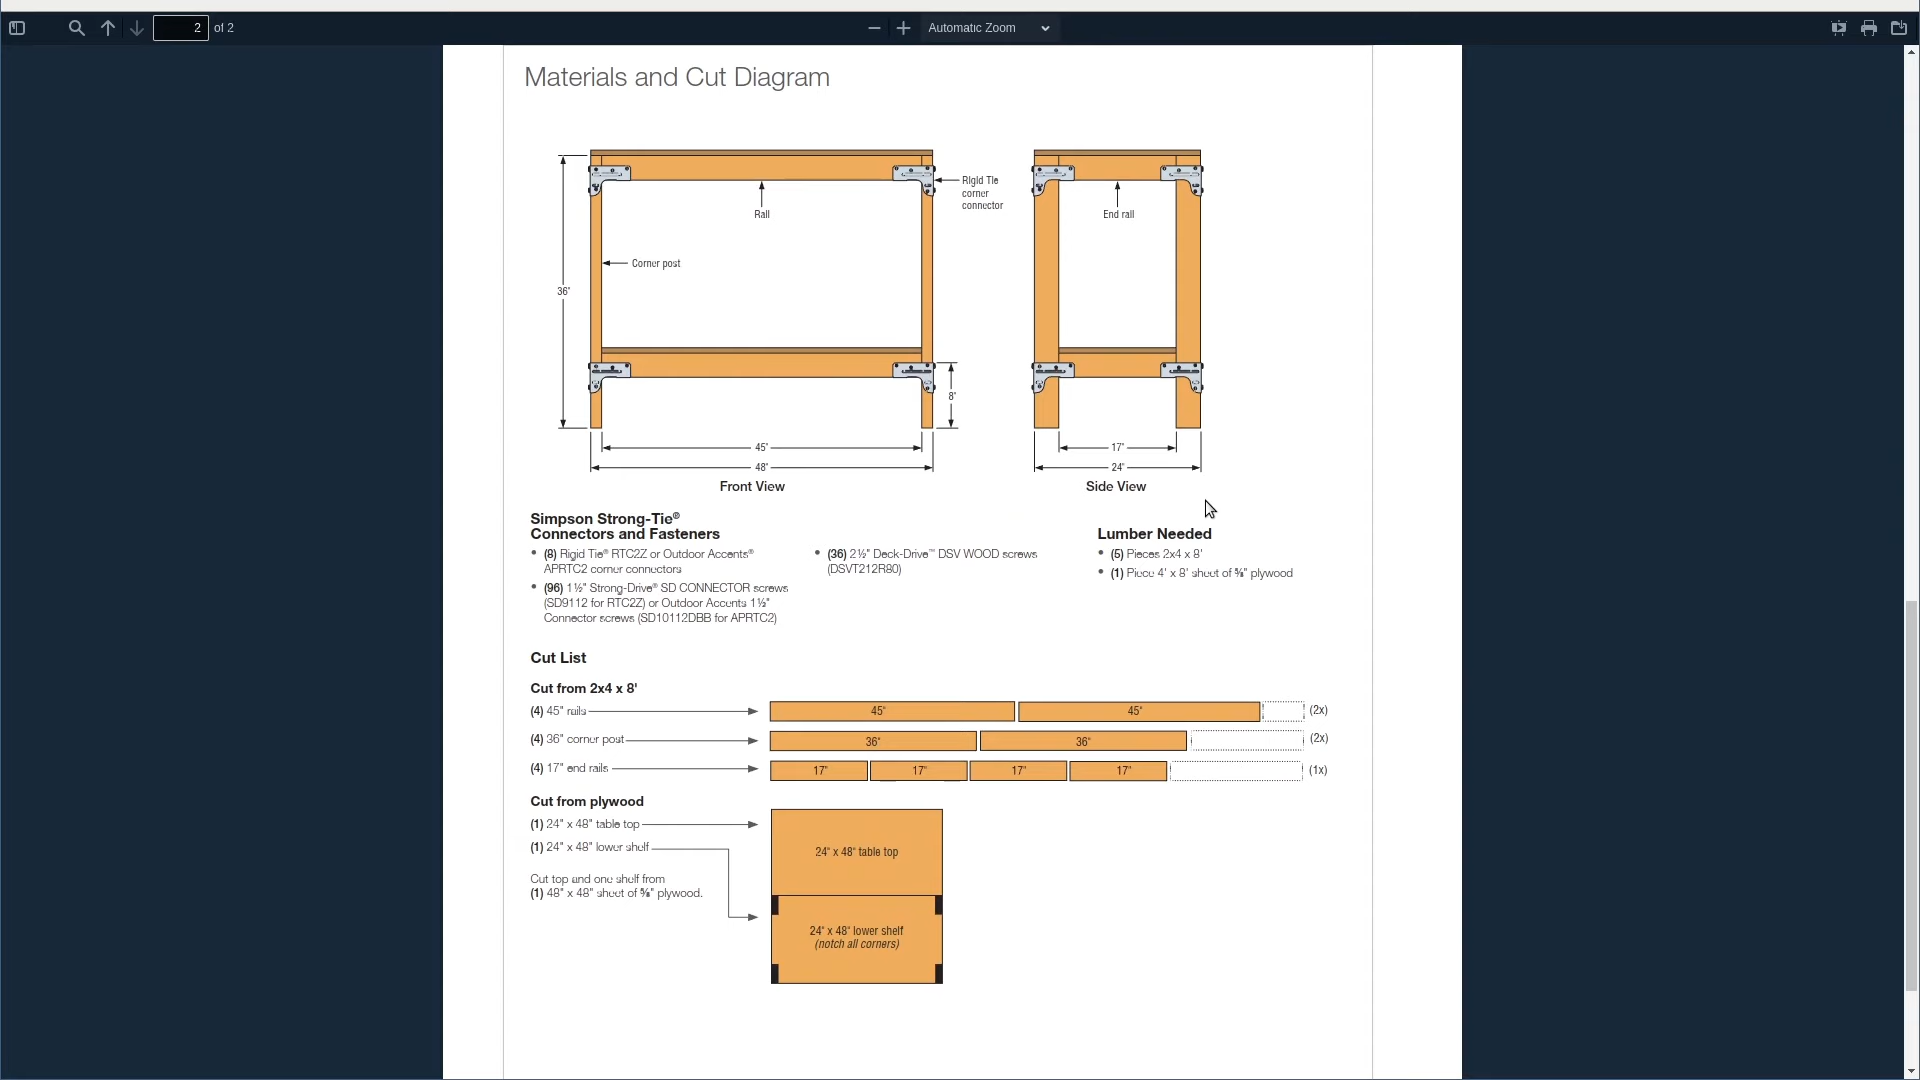 2 of 2
Automatic Zoom
Materials and Cut Diagram
Rigid Tie
corner
connector
Rail
End rail
Corner post
36"
8"
45"
17"
48"
24"
Front View
Side View
Simpson Strong-Tie®
Connectors and Fasteners
Lumber Needed
• (8) Rigid Tie® RTC2Z or Outdoor Accents®
APRTC2 corner connectors
• (96) 1½" Strong-Drive® SD CONNECTOR screws
(SD9112 for RTC2Z) or Outdoor Accents 1½"
Connector screws (SD10112DBB for APRTC2)
• (36) 2½" Deck-Drive™ DSV WOOD screws
(DSVT212R80)
• (5) Pieces 2x4 x 8'
• (1) Piece 4' x 8' sheet of ⅝" plywood
Cut List
Cut from 2x4 x 8'
(4) 45" rails 45" 45" (2x)
(4) 36" corner post 36" 36" (2x)
(4) 17" end rails 17" 17" 17" 17" (1x)
Cut from plywood
(1) 24" x 48" table top
(1) 24" x 48" lower shelf
Cut top and one shelf from
(1) 48" x 48" sheet of ⅝" plywood.
24" x 48" table top
24" x 48" lower shelf
(notch all corners)